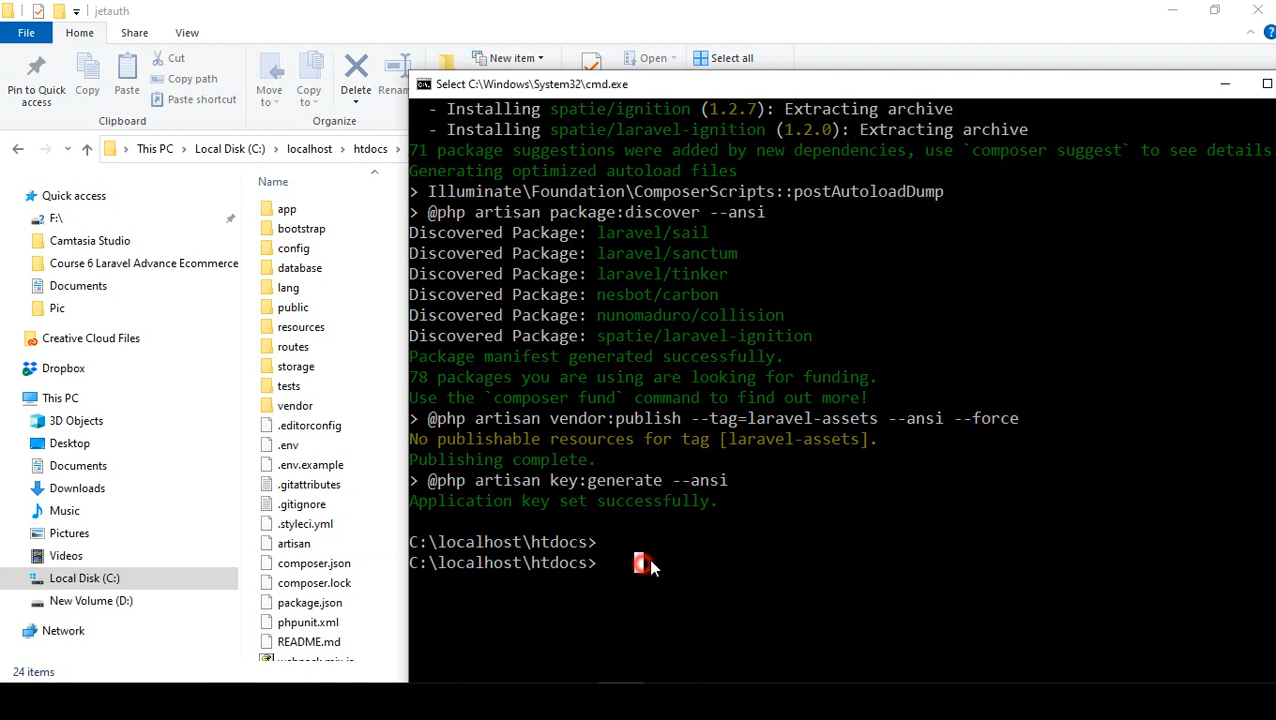 jetauth
File
Home
Share
View
Pin to Quick access
Copy
Paste
Cut
Copy path
Paste shortcut
Clipboard
Move to
Copy to
Delete
Organize
New item
Open
Select all
This PC
Local Disk (C:)
localhost
htdocs
Quick access
F:\
Camtasia Studio
Course 6 Laravel Advance Ecommerce
Documents
Pic
Creative Cloud Files
Dropbox
This PC
3D Objects
Desktop
Documents
Downloads
Music
Pictures
Videos
Local Disk (C:)
New Volume (D:)
Network
24 items
Name
app
bootstrap
config
database
lang
public
resources
routes
storage
tests
vendor
.editorconfig
.env
.env.example
.gitattributes
.gitignore
.styleci.yml
artisan
composer.json
composer.lock
package.json
phpunit.xml
README.md
Select C:\Windows\System32\cmd.exe
- Installing spatie/ignition (1.2.7): Extracting archive
- Installing spatie/laravel-ignition (1.2.0): Extracting archive
71 package suggestions were added by new dependencies, use `composer suggest` to see details
Generating optimized autoload files
> Illuminate\Foundation\ComposerScripts::postAutoloadDump
> @php artisan package:discover --ansi
Discovered Package: laravel/sail
Discovered Package: laravel/sanctum
Discovered Package: laravel/tinker
Discovered Package: nesbot/carbon
Discovered Package: nunomaduro/collision
Discovered Package: spatie/laravel-ignition
Package manifest generated successfully.
78 packages you are using are looking for funding.
Use the `composer fund` command to find out more!
> @php artisan vendor:publish --tag=laravel-assets --ansi --force
No publishable resources for tag [laravel-assets].
Publishing complete.
> @php artisan key:generate --ansi
Application key set successfully.
C:\localhost\htdocs>
C:\localhost\htdocs>